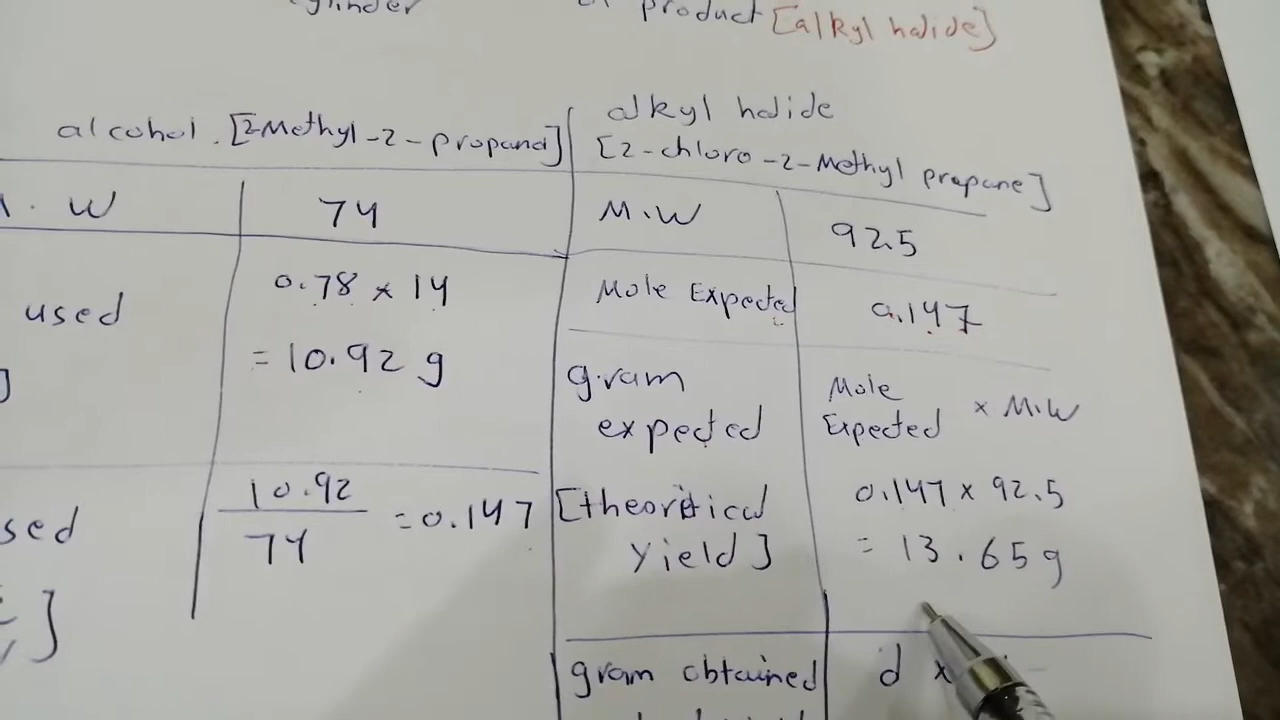 of product [alkyl halide]
alcohol. [2-Methyl-2-propanol]
alkyl halide
[2-chloro-2-Methyl propane]
M.W
74
M.W
92.5
used
0.78 × 14
= 10.92 g
Mole Expected
0.147
gram
expected
[theoritical
yield]
Mole
Expected × M.W
0.147 × 92.5
= 13.65g
sed
10.92
74
= 0.147
gram obtained
d ×